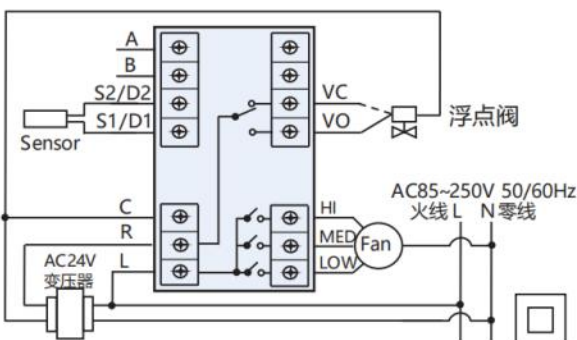 A
B
S2/D2
S1/D1
Sensor
VC
VO
浮点阀
AC85~250V 50/60Hz
火线 L N 零线
C
R
L
HI
MED
LOW
Fan
AC24V
变压器